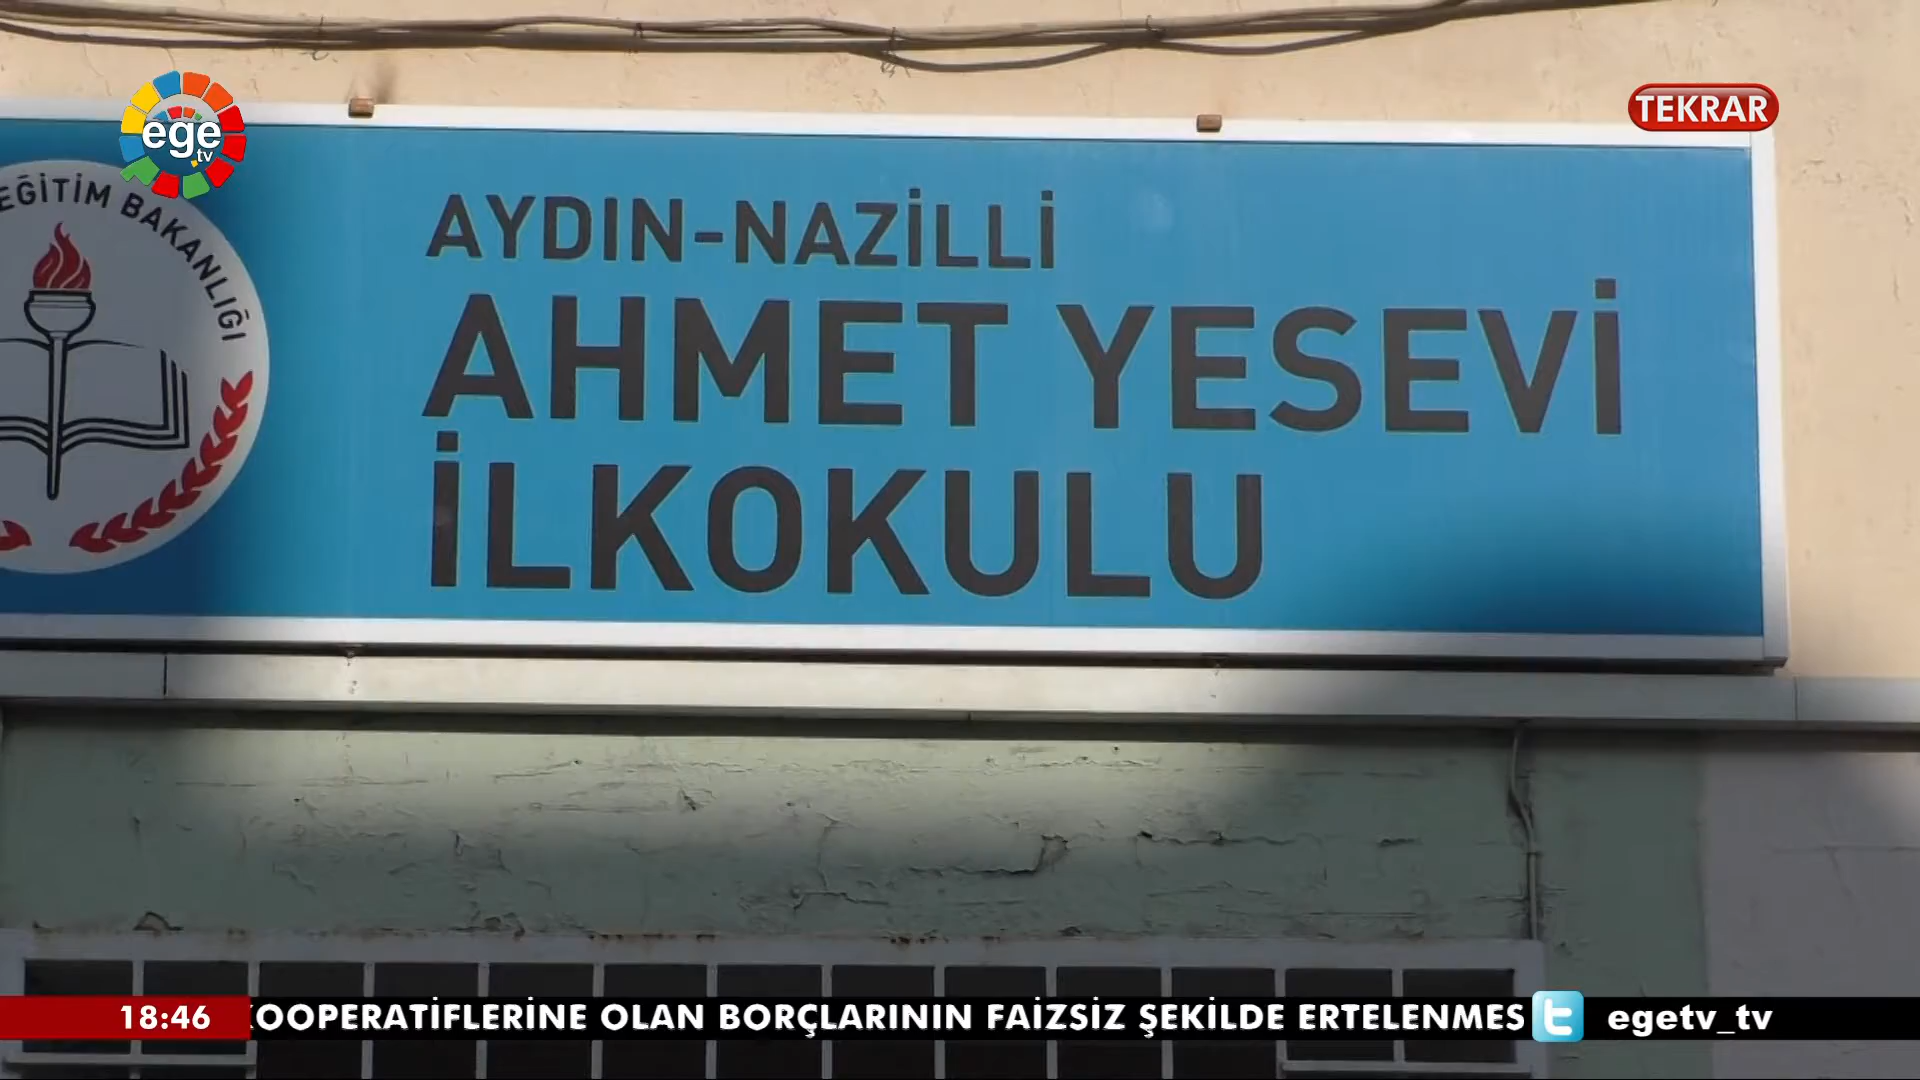 ege
tv
TEKRAR
EĞİTİM BAKANLIĞI
AYDIN-NAZİLLİ
AHMET YESEVİ
İLKOKULU
18:46 KOOPERATİFLERİNE OLAN BORÇLARININ FAİZSİZ ŞEKİLDE ERTELENMES egetv_tv